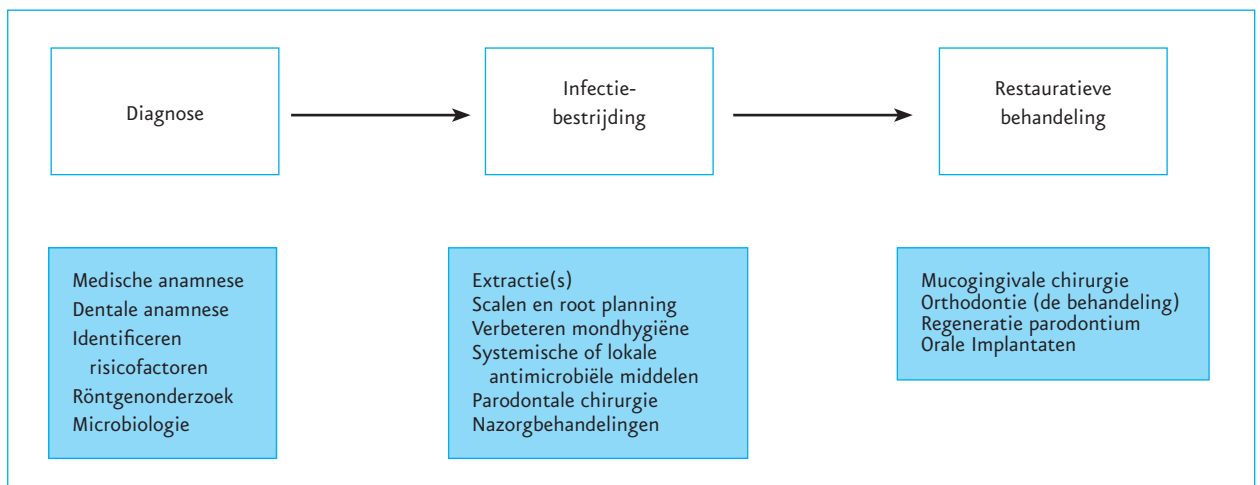 Diagnose
Infectie-
bestrijding
Restauratieve
behandeling
Medische anamnese
Dentale anamnese
Identificeren
risicofactoren
Röntgenonderzoek
Microbiologie
Extractie(s)
Scalen en root planning
Verbeteren mondhygiëne
Systemische of lokale
antimicrobiële middelen
Parodontale chirurgie
Nazorgbehandelingen
Mucogingivale chirurgie
Orthodontie (de behandeling)
Regeneratie parodontium
Orale Implantaten